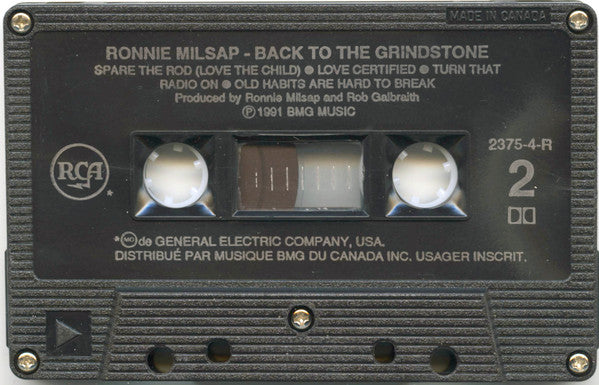 MADE IN CANADA
RONNIE MILSAP - BACK TO THE GRINDSTONE
SPARE THE ROD (LOVE THE CHILD) ● LOVE CERTIFIED ● TURN THAT
RADIO ON ● OLD HABITS ARE HARD TO BREAK
Produced by Ronnie Milsap and Rob Galbraith
Ⓟ 1991 BMG MUSIC
2375-4-R
RCA
*
2
* MC de GENERAL ELECTRIC COMPANY, USA.
DISTRIBUÉ PAR MUSIQUE BMG DU CANADA INC. USAGER INSCRIT.